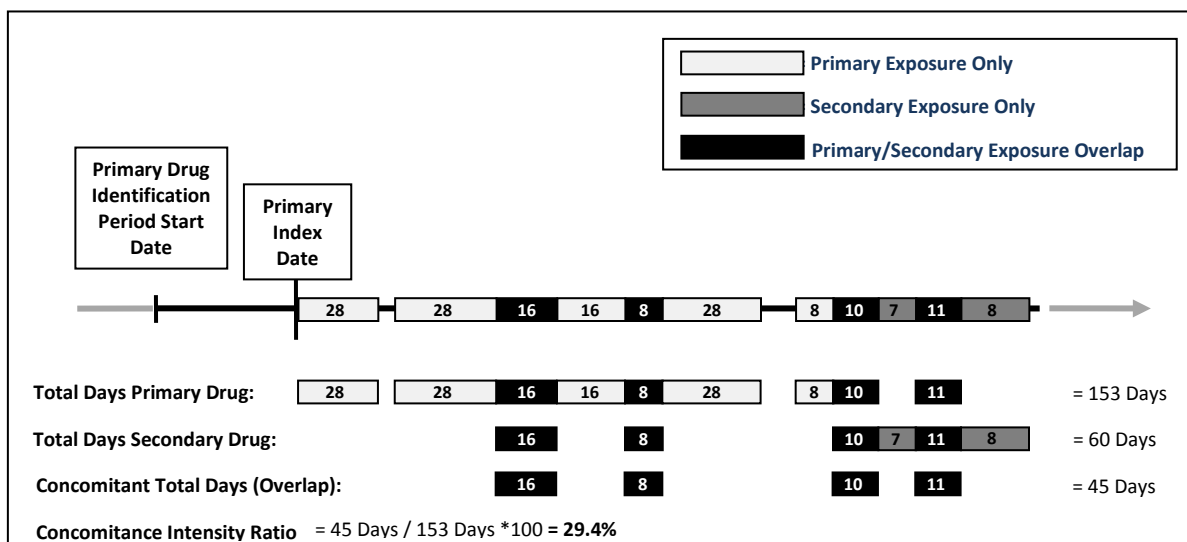 Primary Exposure Only
Secondary Exposure Only
Primary/Secondary Exposure Overlap
Primary Drug
Identification
Period Start
Date
Primary
Index
Date
28 28 16 16 8 28 8 10 7 11 8
Total Days Primary Drug: 28 28 16 16 8 28 8 10 11 = 153 Days
Total Days Secondary Drug: 16 8 10 7 11 8 = 60 Days
Concomitant Total Days (Overlap): 16 8 10 11 = 45 Days
Concomitance Intensity Ratio = 45 Days / 153 Days *100 = 29.4%